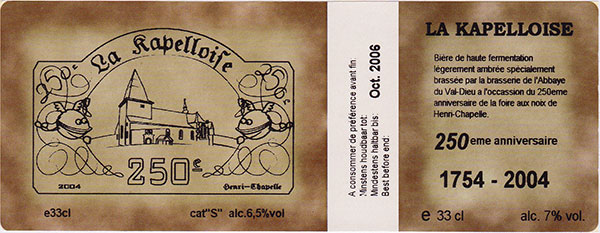 La Kapelloise
250e
250e
250e
2004
Henri-Chapelle
e33cl cat"S" alc.6,5%vol
A consommer de préférence avant fin:
Minstens houdbaar tot:
Mindestens haltbar bis:
Best before end:
Oct. 2006
LA KAPELLOISE
Bière de haute fermentation
légerement ambrée spécialement
brassée par la brasserie de l'Abbaye
du Val-Dieu a l'occasion du 250eme
anniversaire de la foire aux noix de
Henri-Chapelle.
250eme anniversaire
1754 - 2004
e 33 cl alc. 7% vol.